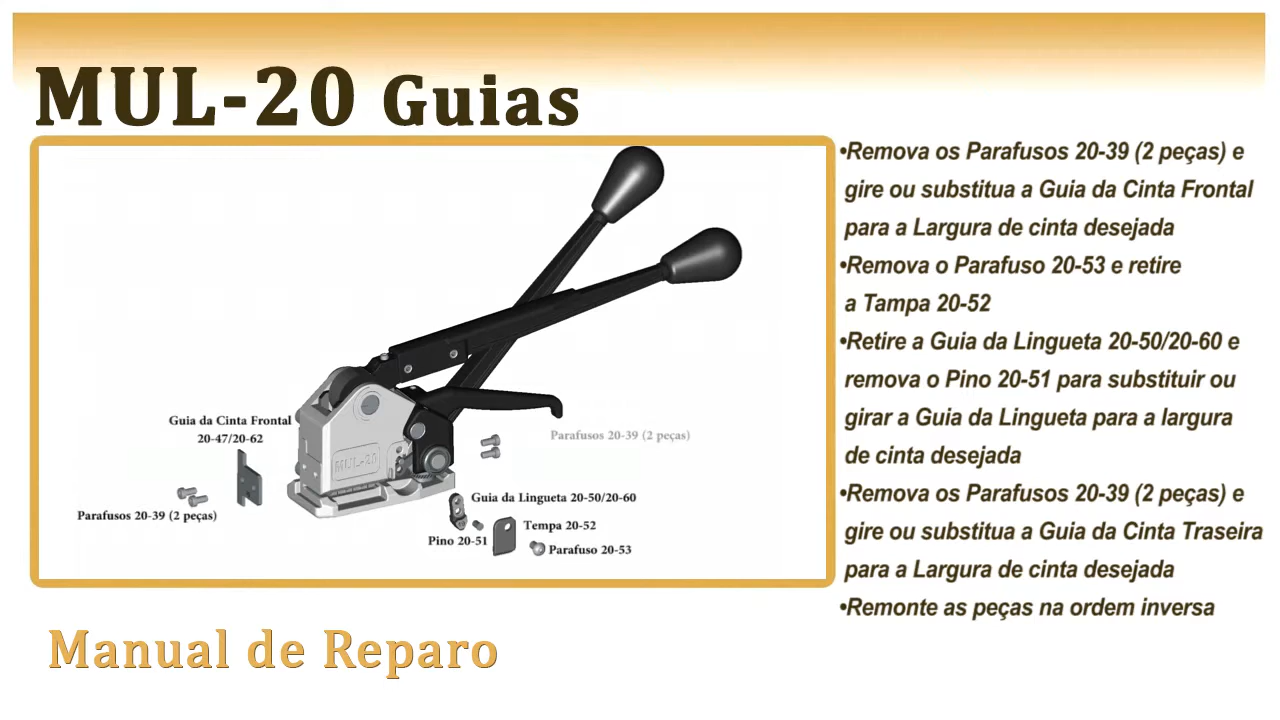 MUL-20 Guias
•Remova os Parafusos 20-39 (2 peças) e
gire ou substitua a Guia da Cinta Frontal
para a Largura de cinta desejada
•Remova o Parafuso 20-53 e retire
a Tampa 20-52
•Retire a Guia da Lingueta 20-50/20-60 e
remova o Pino 20-51 para substituir ou
girar a Guia da Lingueta para a largura
de cinta desejada
•Remova os Parafusos 20-39 (2 peças) e
gire ou substitua a Guia da Cinta Traseira
para a Largura de cinta desejada
•Remonte as peças na ordem inversa
Guia da Cinta Frontal
20-47/20-62
Parafusos 20-39 (2 peças)
MUL-20
Parafusos 20-39 (2 peças)
Guia da Lingueta 20-50/20-60
Tempa 20-52
Pino 20-51
Parafuso 20-53
Manual de Reparo